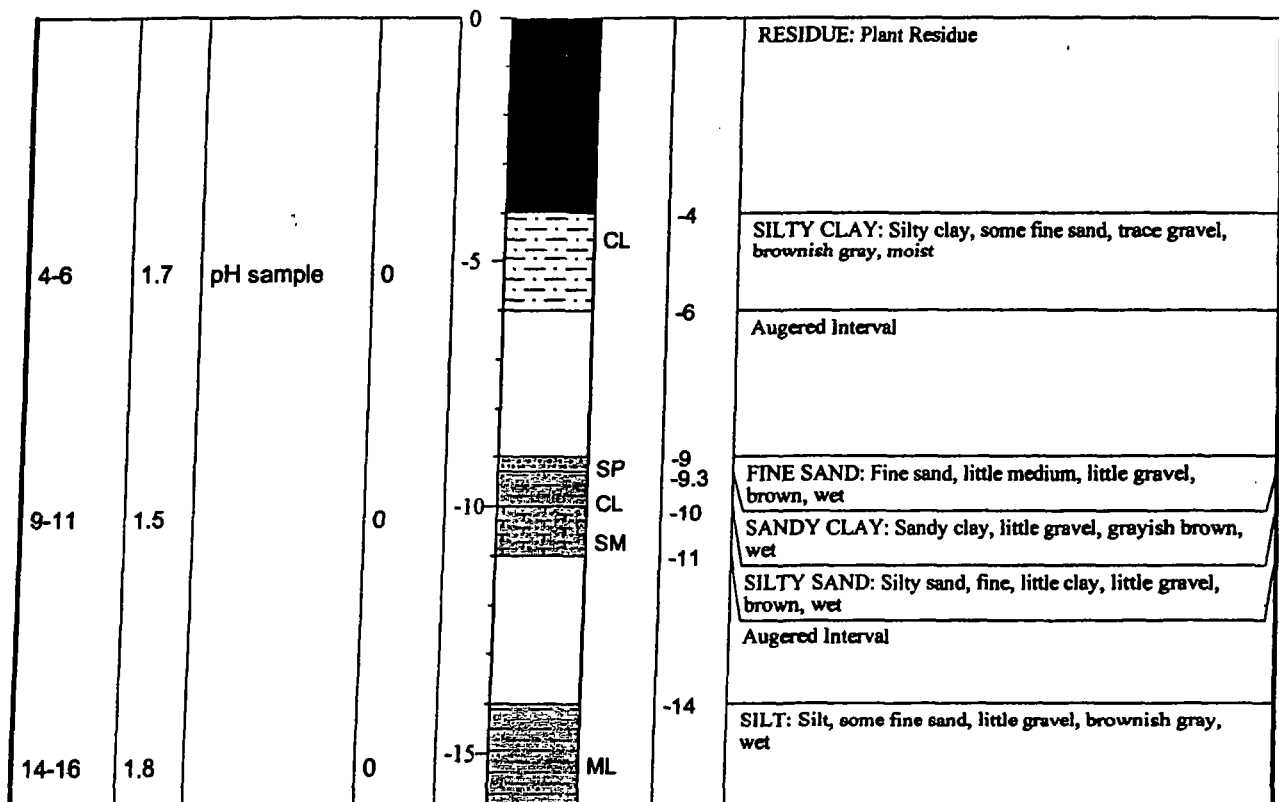 0
RESIDUE: Plant Residue
-4
SILTY CLAY: Silty clay, some fine sand, trace gravel,
brownish gray, moist
CL
4-6 1.7 pH sample 0
-5
-6
Augered Interval
-9
SP
-9.3
FINE SAND: Fine sand, little medium, little gravel,
brown, wet
9-11 1.5 0
-10
CL
-10
SANDY CLAY: Sandy clay, little gravel, grayish brown,
wet
SM
-11
SILTY SAND: Silty sand, fine, little clay, little gravel,
brown, wet
Augered Interval
-14
SILT: Silt, some fine sand, little gravel, brownish gray,
wet
14-16 1.8 0
-15
ML